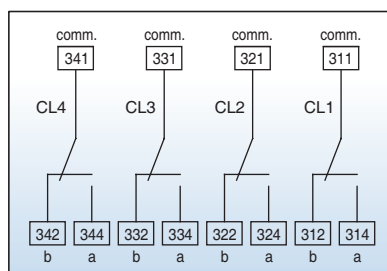 comm. comm. comm. comm.
341 331 321 311
CL4 CL3 CL2 CL1
342 344 332 334 322 324 312 314
b a b a b a b a